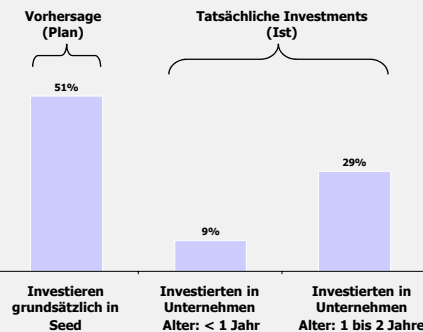 Vorhersage
(Plan)
Tatsächliche Investments
(Ist)
51%
9%
29%
Investieren
grundsätzlich in
Seed
Investierten in
Unternehmen
Alter: < 1 Jahr
Investierten in
Unternehmen
Alter: 1 bis 2 Jahre